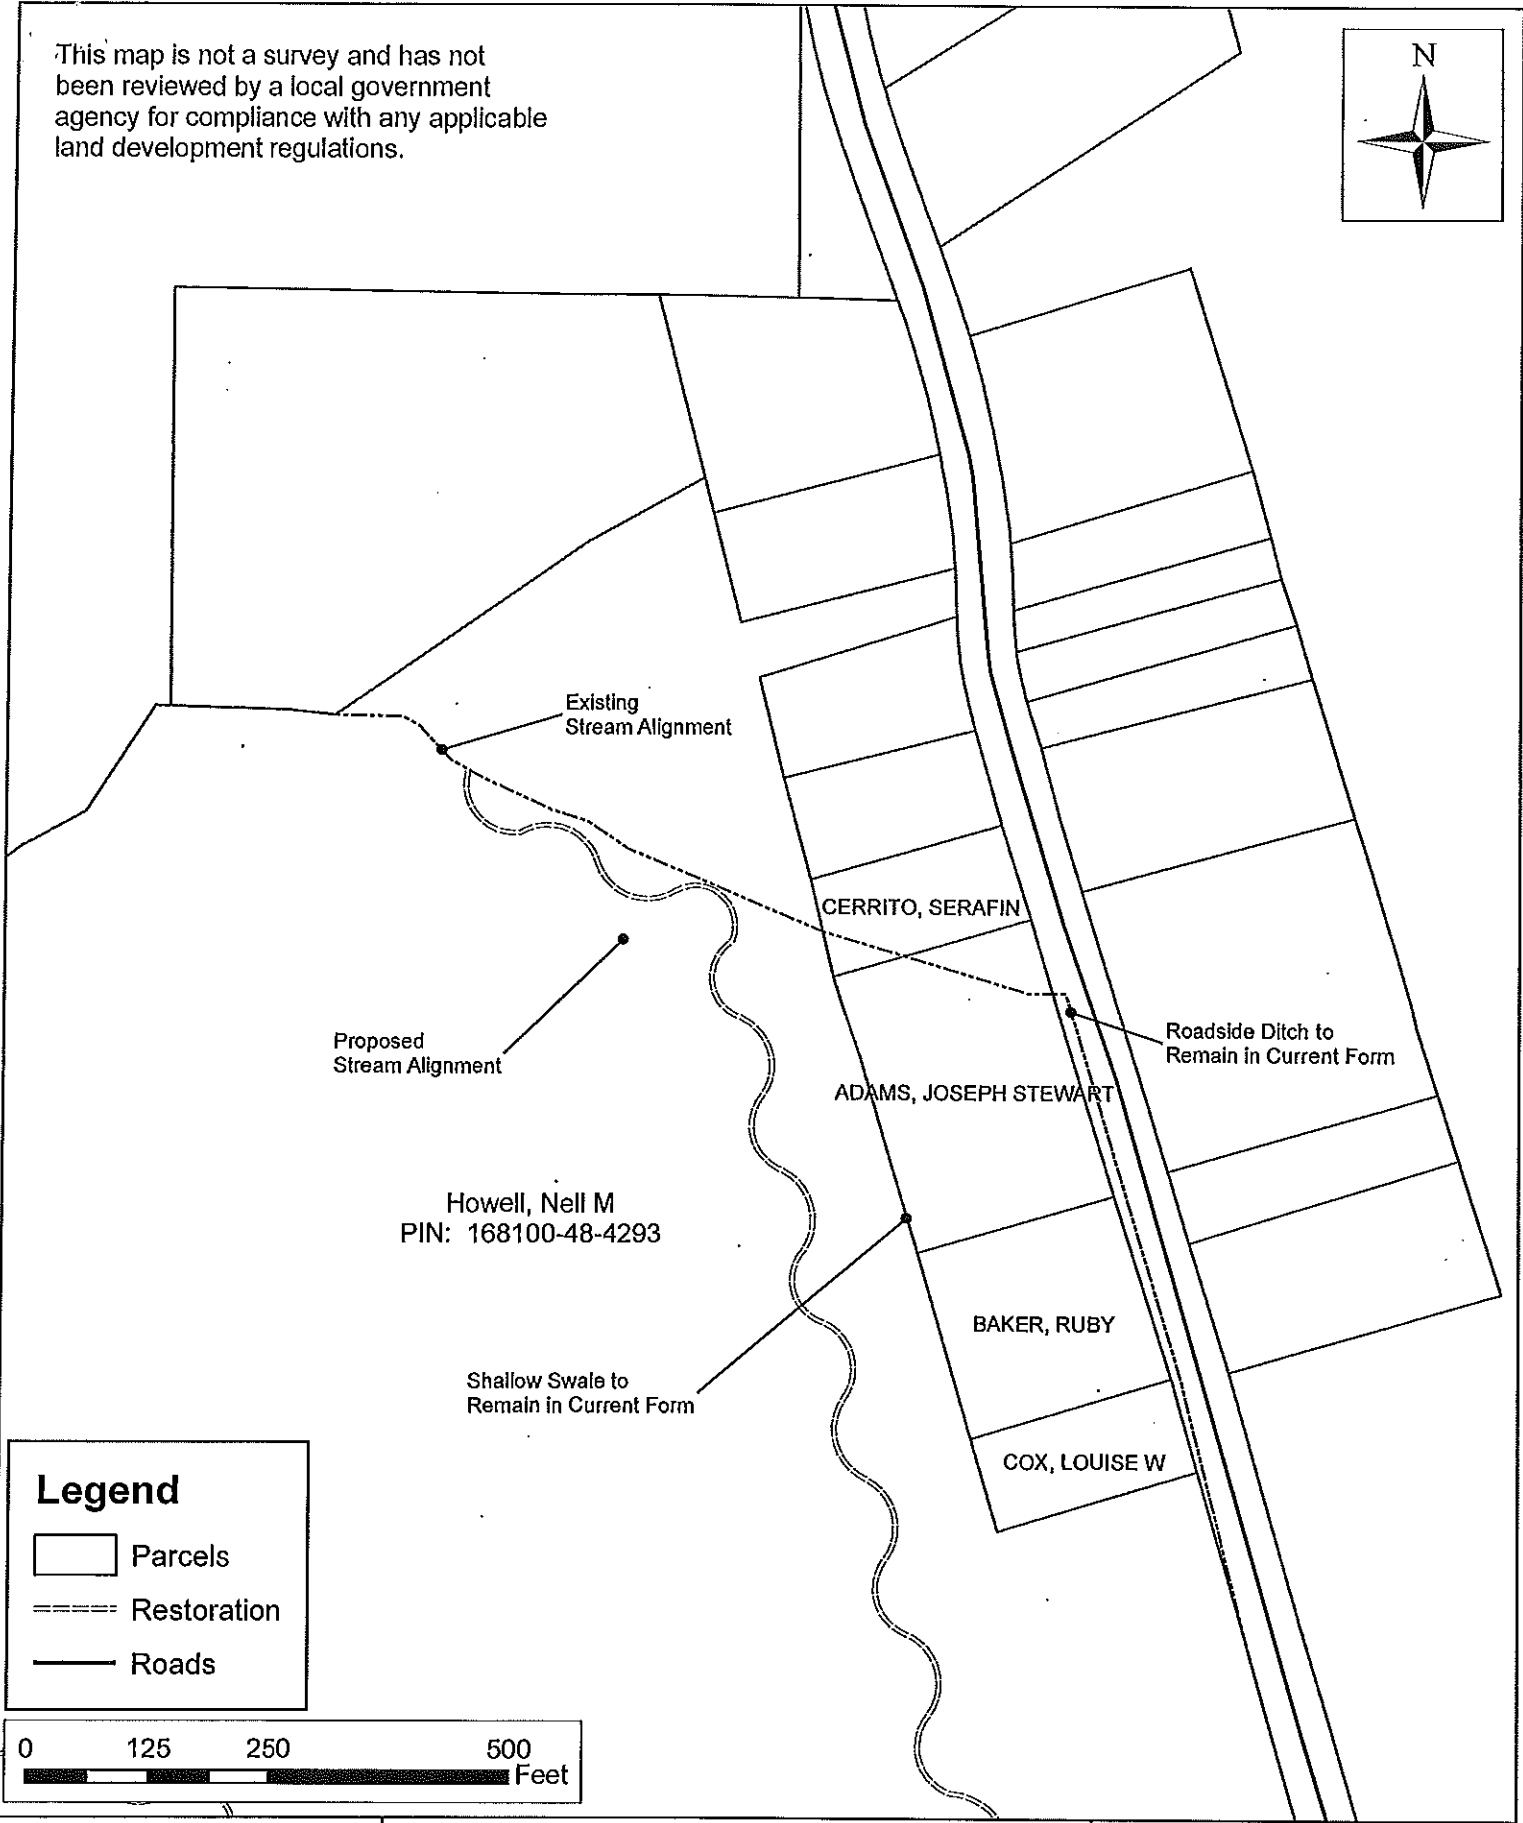 This map is not a survey and has not
been reviewed by a local government
agency for compliance with any applicable
land development regulations.
N
Existing
Stream Alignment
CERRITO, SERAFIN
Proposed
Stream Alignment
Roadside Ditch to
Remain in Current Form
ADAMS, JOSEPH STEWART
Howell, Nell M
PIN: 168100-48-4293
BAKER, RUBY
Shallow Swale to
Remain in Current Form
COX, LOUISE W
Legend
Parcels
Restoration
Roads
0 125 250 500
Feet